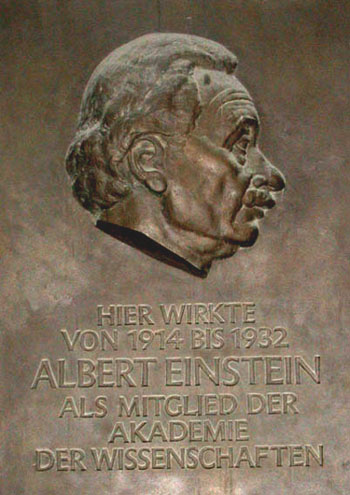 HIER WIRKTE
VON 1914 BIS 1932
ALBERT EINSTEIN
ALS MITGLIED DER
AKADEMIE
DER WISSENSCHAFTEN